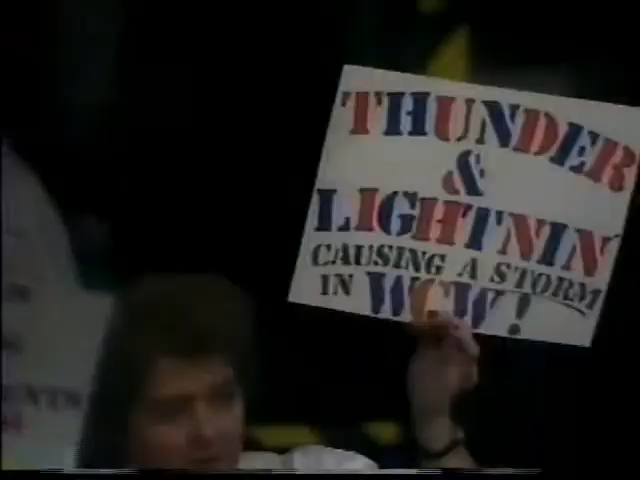 THUNDER
&
LIGHTNIN'
CAUSING A STORM
IN WCW!